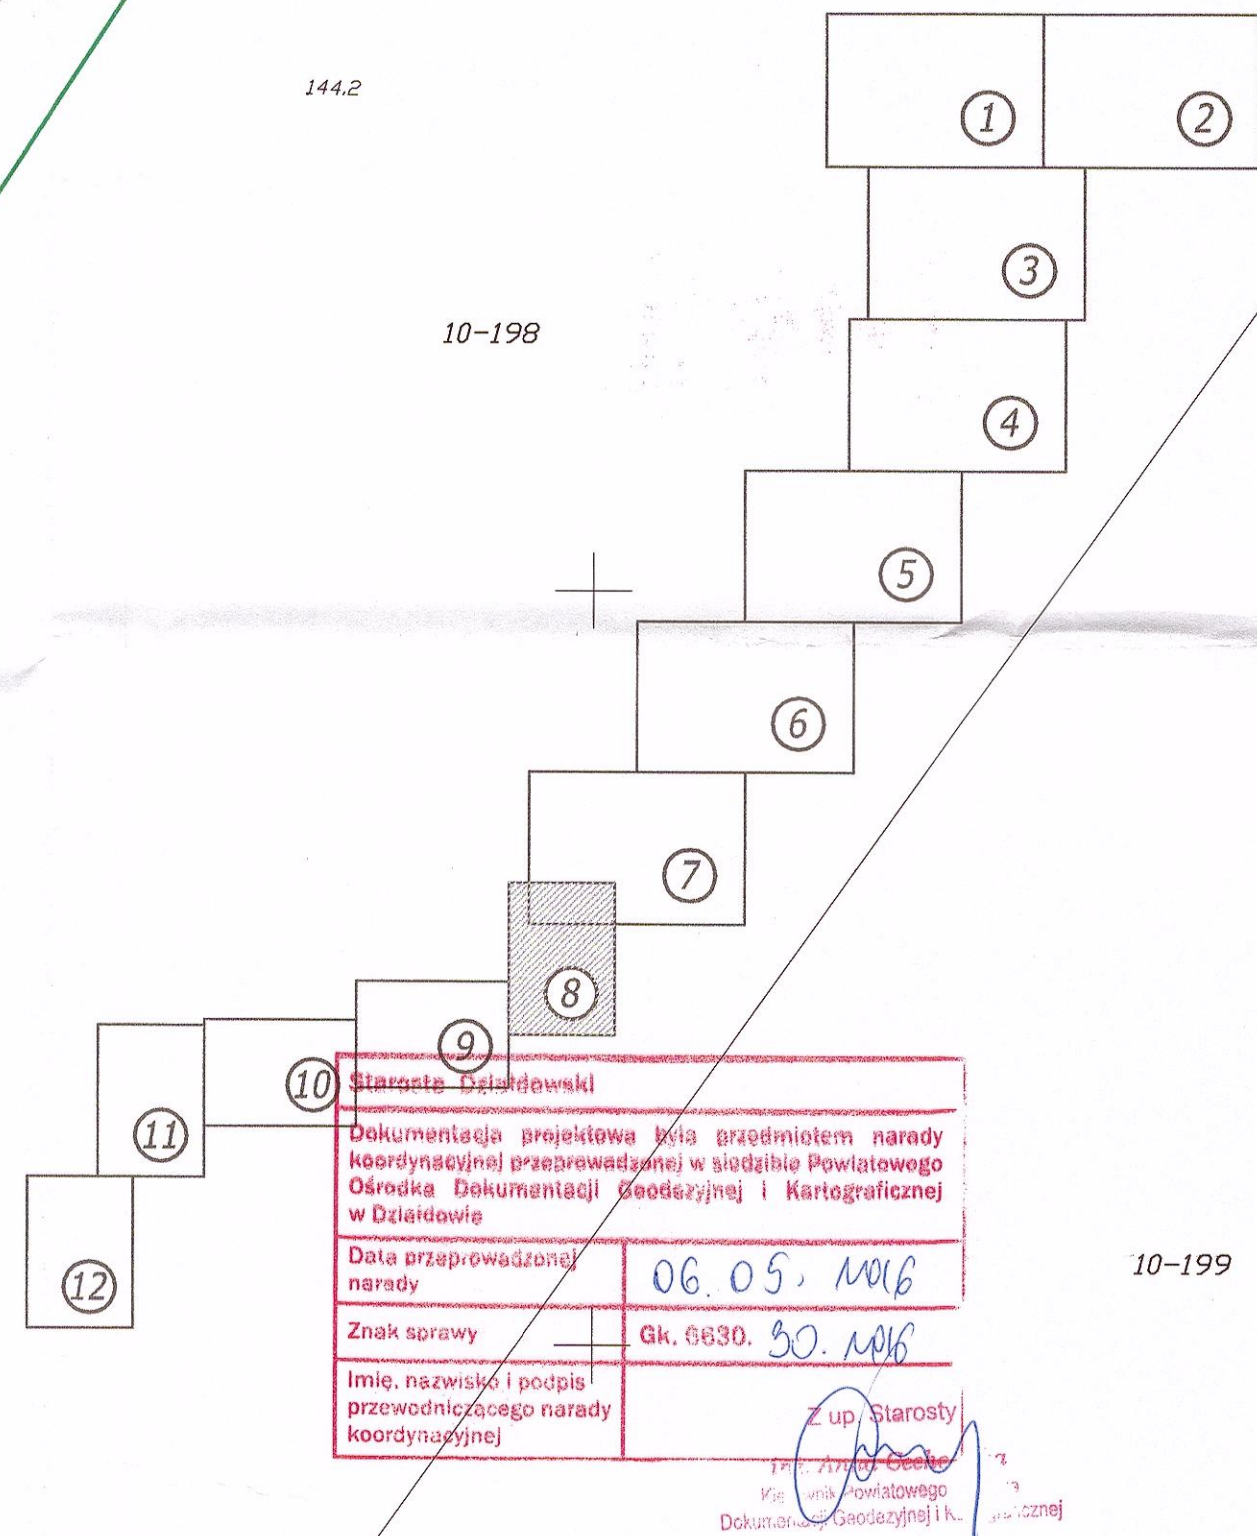 144.2
1
2
3
10-198
4
5
6
7
8
9
10
11
12
Starosta Działdowski
Dokumentacja projektowa była przedmiotem narady
koordynacyjnej przeprowadzonej w siedzibie Powiatowego
Ośrodka Dokumentacji Geodezyjnej i Kartograficznej
w Działdowie
Data przeprowadzonej
narady
06. 05. 2016
10-199
Znak sprawy
Gk. 6630. 30. 2016
Imię, nazwisko i podpis
przewodniczącego narady
koordynacyjnej
Z up. Starosty
inż. Anna
Powiatowego
Dokumentacji Geodezyjnej i